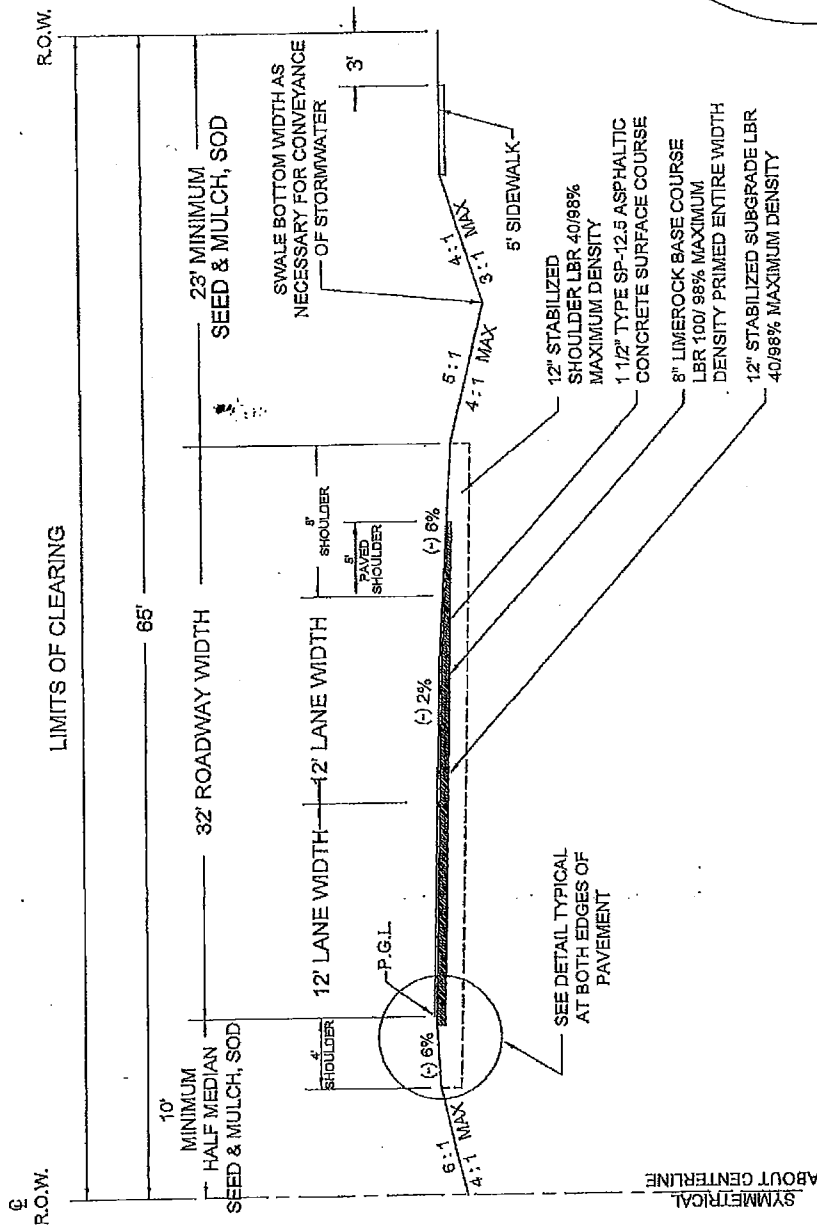 LIMITS OF CLEARING
℄
R.O.W.
R.O.W.
65'
10'
MINIMUM
HALF MEDIAN
SEED & MULCH, SOD
32' ROADWAY WIDTH
23' MINIMUM
SEED & MULCH, SOD
4'
SHOULDER
12' LANE WIDTH
12' LANE WIDTH
8'
SHOULDER
PAVED
SHOULDER
SWALE BOTTOM WIDTH AS
NECESSARY FOR CONVEYANCE
OF STORMWATER
3'
P.G.L.
(-) 6%
(-) 2%
(-) 6%
6:1
4:1 MAX
5:1
4:1 MAX
4:1 MAX
3:1 MAX
5' SIDEWALK
SEE DETAIL TYPICAL
AT BOTH EDGES OF
PAVEMENT
12" STABILIZED
SHOULDER LBR 40/98%
MAXIMUM DENSITY
1 1/2" TYPE SP-12.5 ASPHALTIC
CONCRETE SURFACE COURSE
8" LIMEROCK BASE COURSE
LBR 100/ 98% MAXIMUM
DENSITY PRIMED ENTIRE WIDTH
12" STABILIZED SUBGRADE LBR
40/98% MAXIMUM DENSITY
SYMMETRICAL
ABOUT CENTERLINE